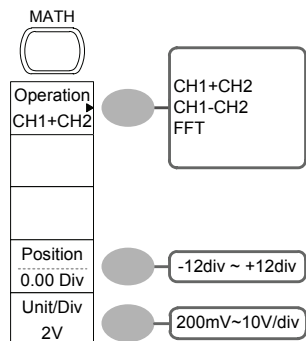 MATH
Operation
CH1+CH2
CH1+CH2
CH1-CH2
FFT
Position
0.00 Div
-12div ~ +12div
Unit/Div
2V
200mV~10V/div